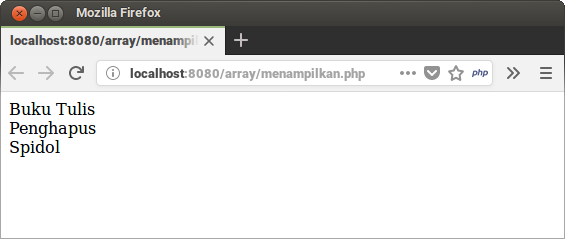 Mozilla Firefox
localhost:8080/array/menampil
localhost:8080/array/menampilkan.php
php
Buku Tulis
Penghapus
Spidol